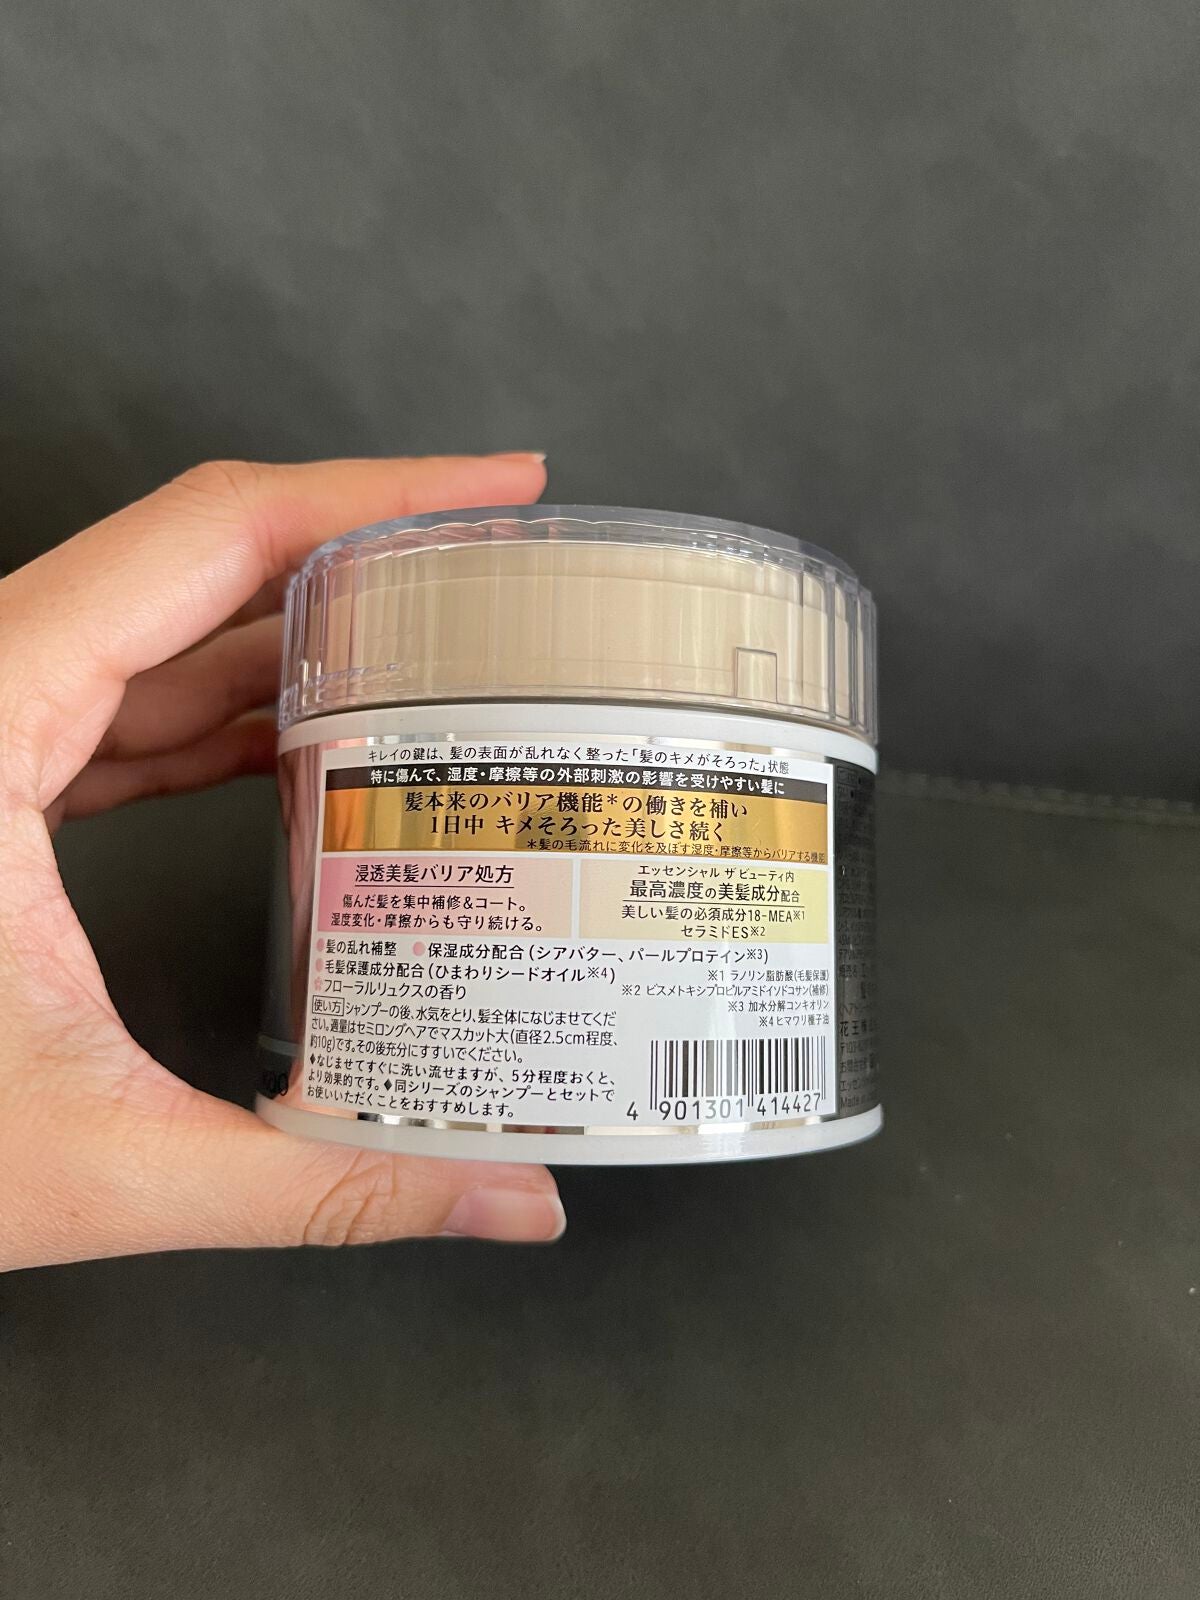 キレイの鍵は、髪の表面が乱れなく整った「髪のキメがそろった」状態
特に傷んで、湿度・摩擦等の外部刺激の影響を受けやすい髪に
髪本来のバリア機能*の働きを補い
1日中 キメそろった美しさ続く
*髪の毛流れに変化を及ぼす湿度・摩擦等からバリアする機能
浸透美髪バリア処方
傷んだ髪を集中補修&コート。
湿度変化・摩擦からも守り続ける。
エッセンシャル ザ ビューティ内
最高濃度の美髪成分配合
美しい髪の必須成分18-MEA※1
セラミドES※2
髪の乱れ補整 保湿成分配合(シアバター、パールプロテイン※3)
毛髪保護成分配合(ひまわりシードオイル※4)
フローラルリュクスの香り
※1 ラノリン脂肪酸(毛髪保護)
※2 ビスメトキシプロピルアミドイソドコサン(補修)
※3 加水分解コンキオリン
※4 ヒマワリ種子油
使い方 シャンプーの後、水気をとり、髪全体になじませてくだ
さい。適量はセミロングヘアでマスカット大(直径2.5cm程度、
約10g)です。その後充分にすすいでください。
◆なじませてすぐに洗い流せますが、5分程度おくと、
より効果的です。◆同シリーズのシャンプーとセットで
お使いいただくことをおすすめします。
4 901301 414427
花王株